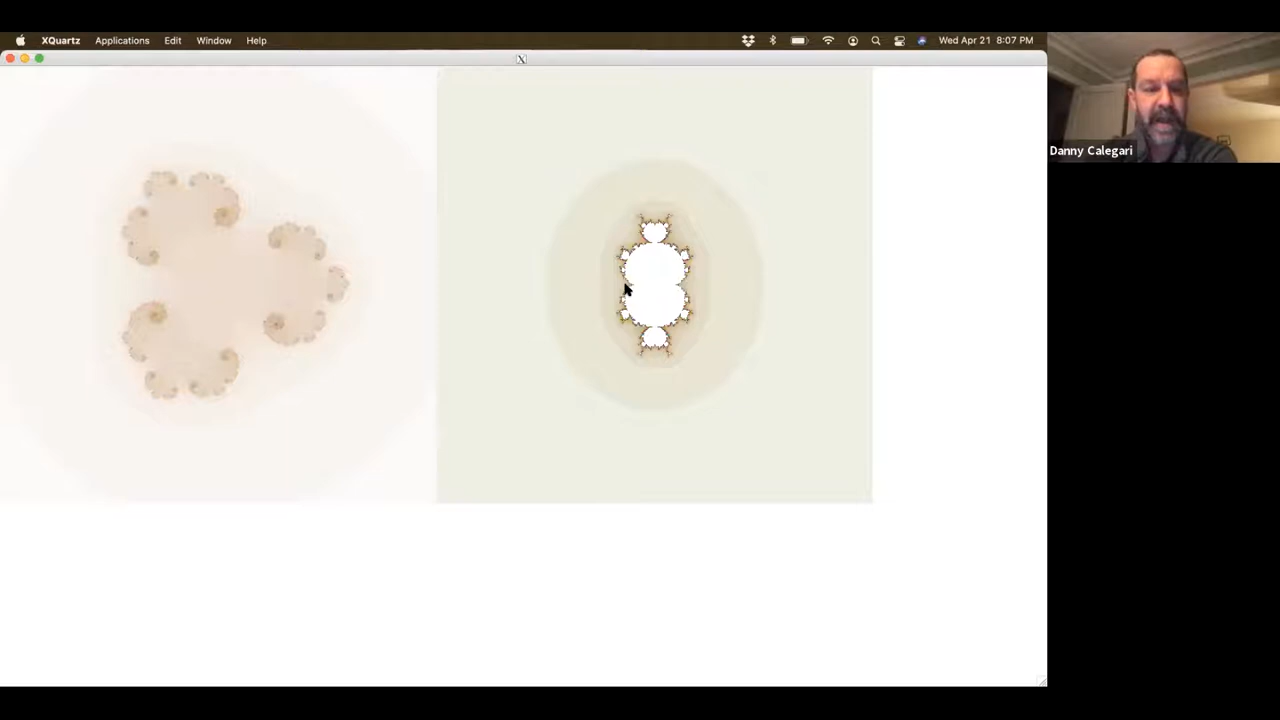 XQuartz Applications Edit Window Help Wed Apr 21 8:07 PM
X
Danny Calegari